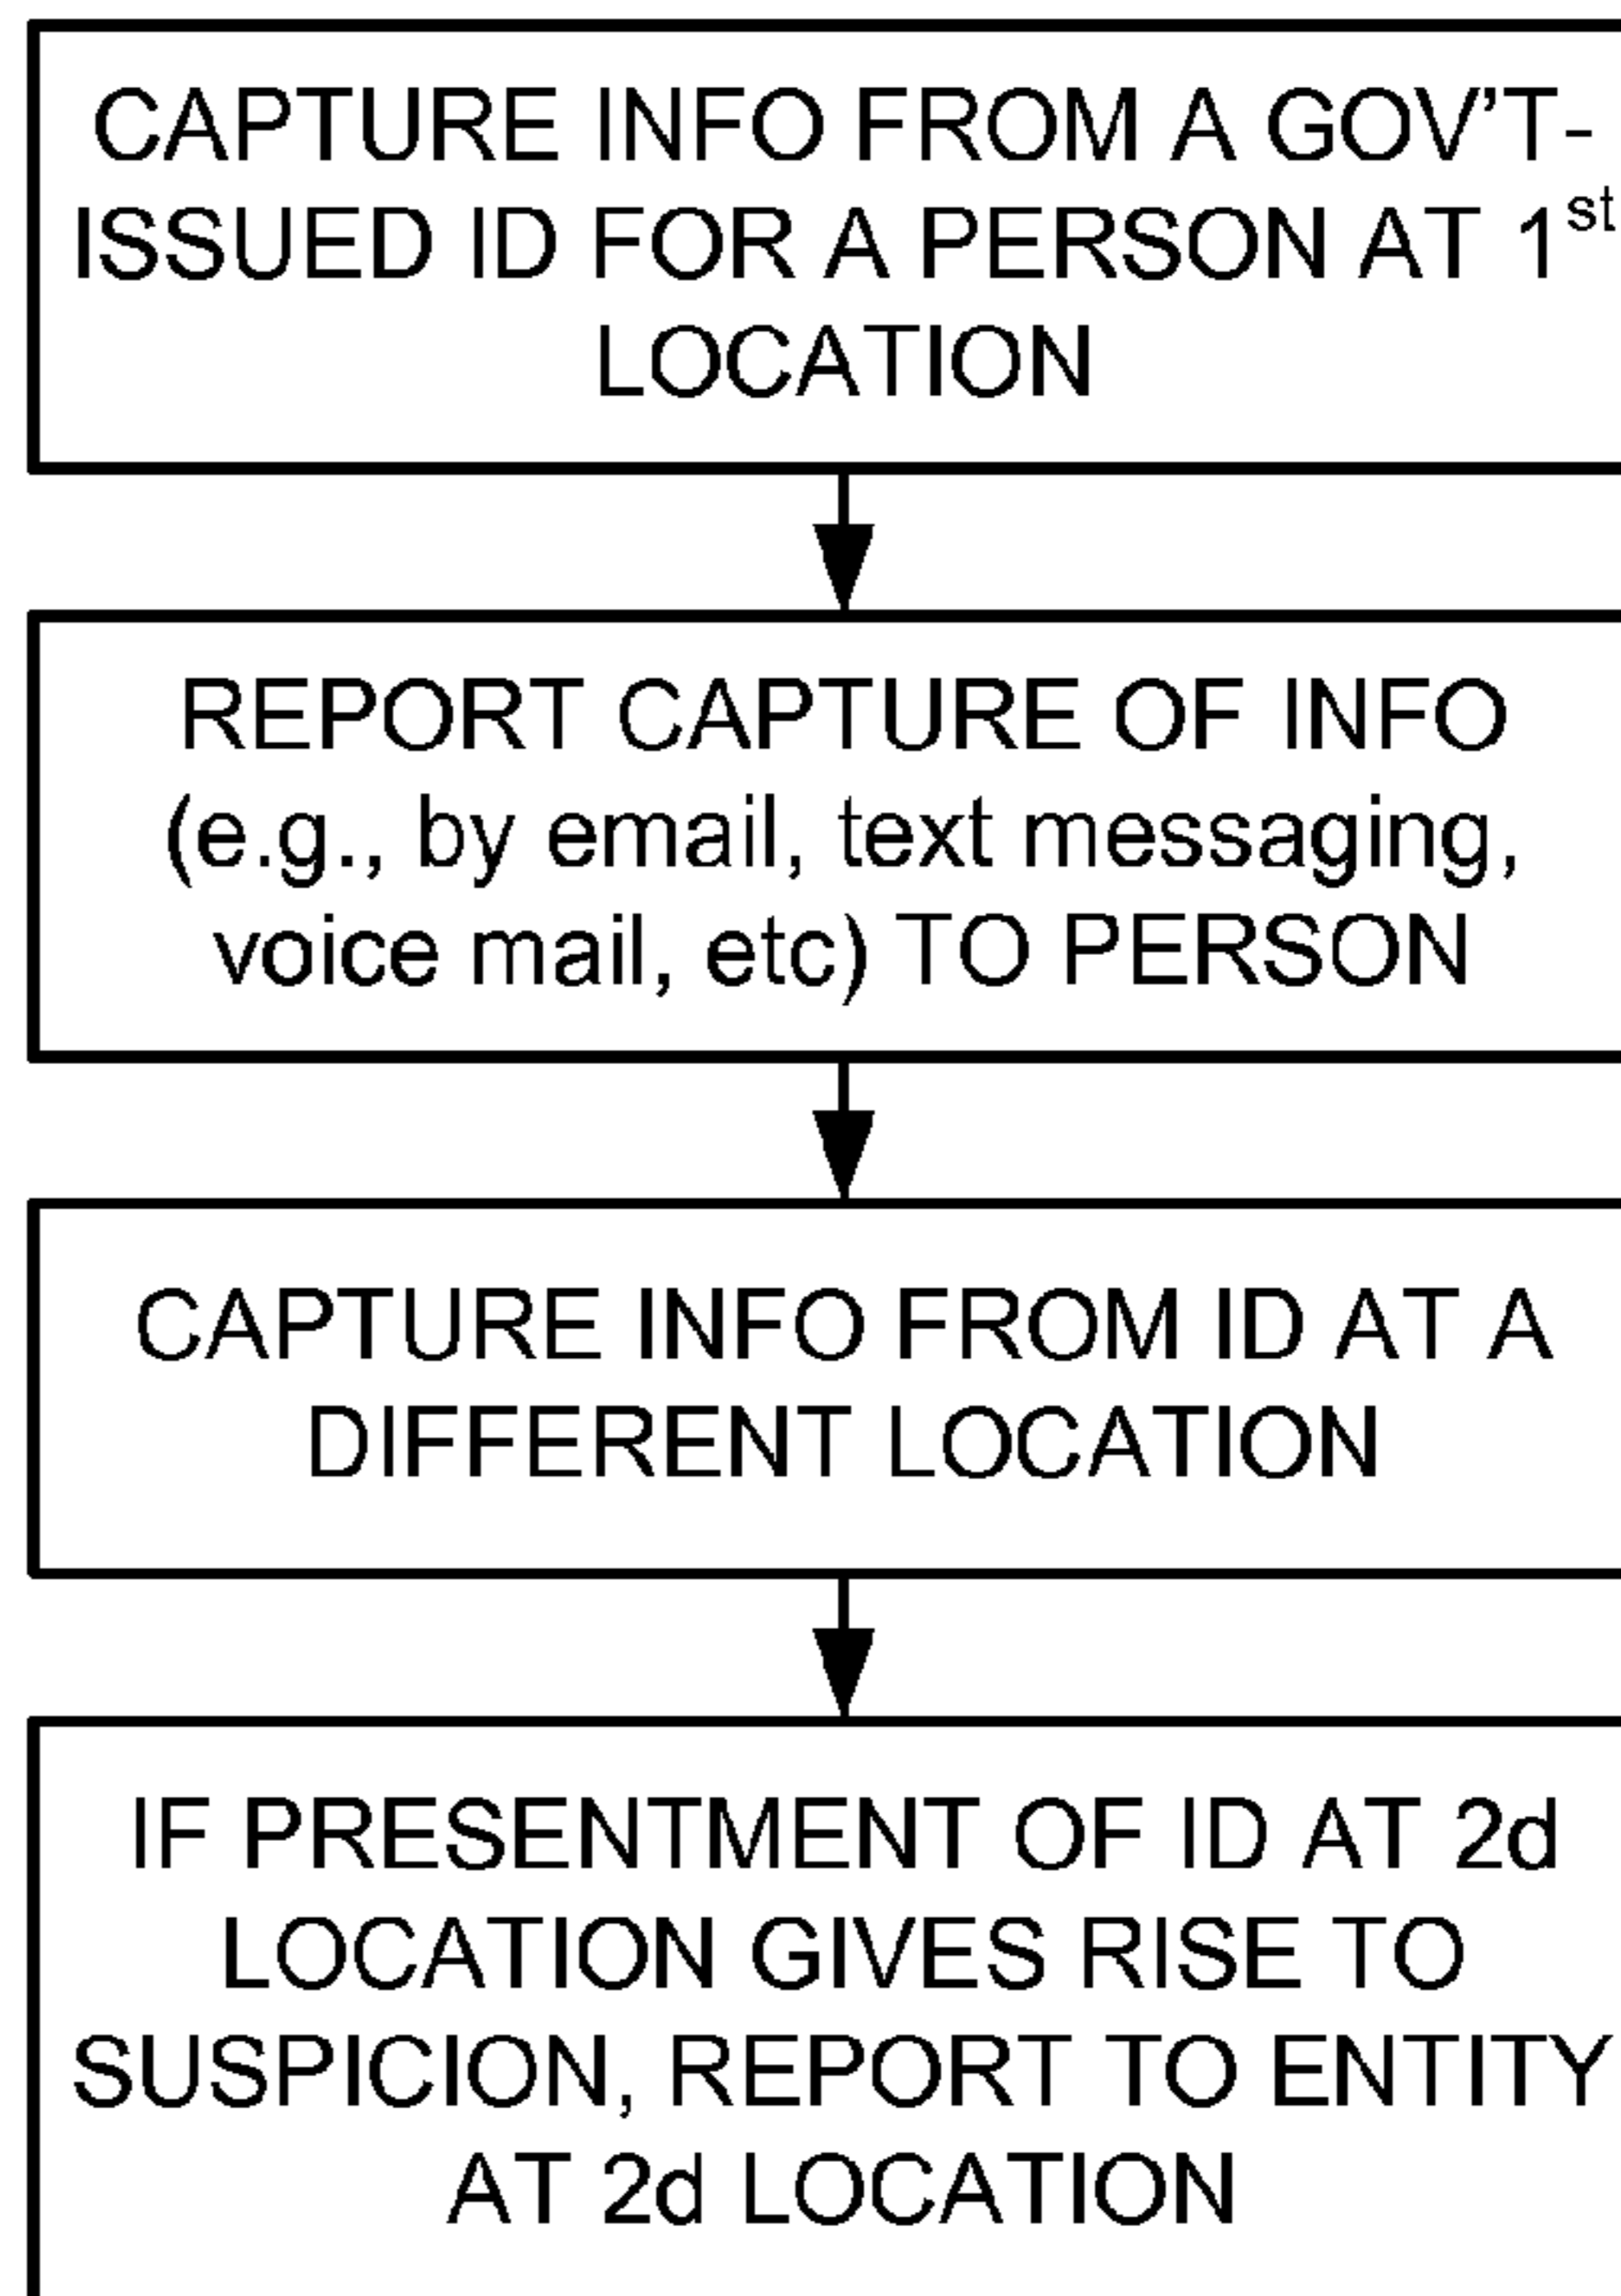 CAPTURE INFO FROM A GOV'T-
ISSUED ID FOR A PERSON AT 1st
LOCATION
REPORT CAPTURE OF INFO
(e.g., by email, text messaging,
voice mail, etc) TO PERSON
CAPTURE INFO FROM ID AT A
DIFFERENT LOCATION
IF PRESENTMENT OF ID AT 2d
LOCATION GIVES RISE TO
SUSPICION, REPORT TO ENTITY
AT 2d LOCATION